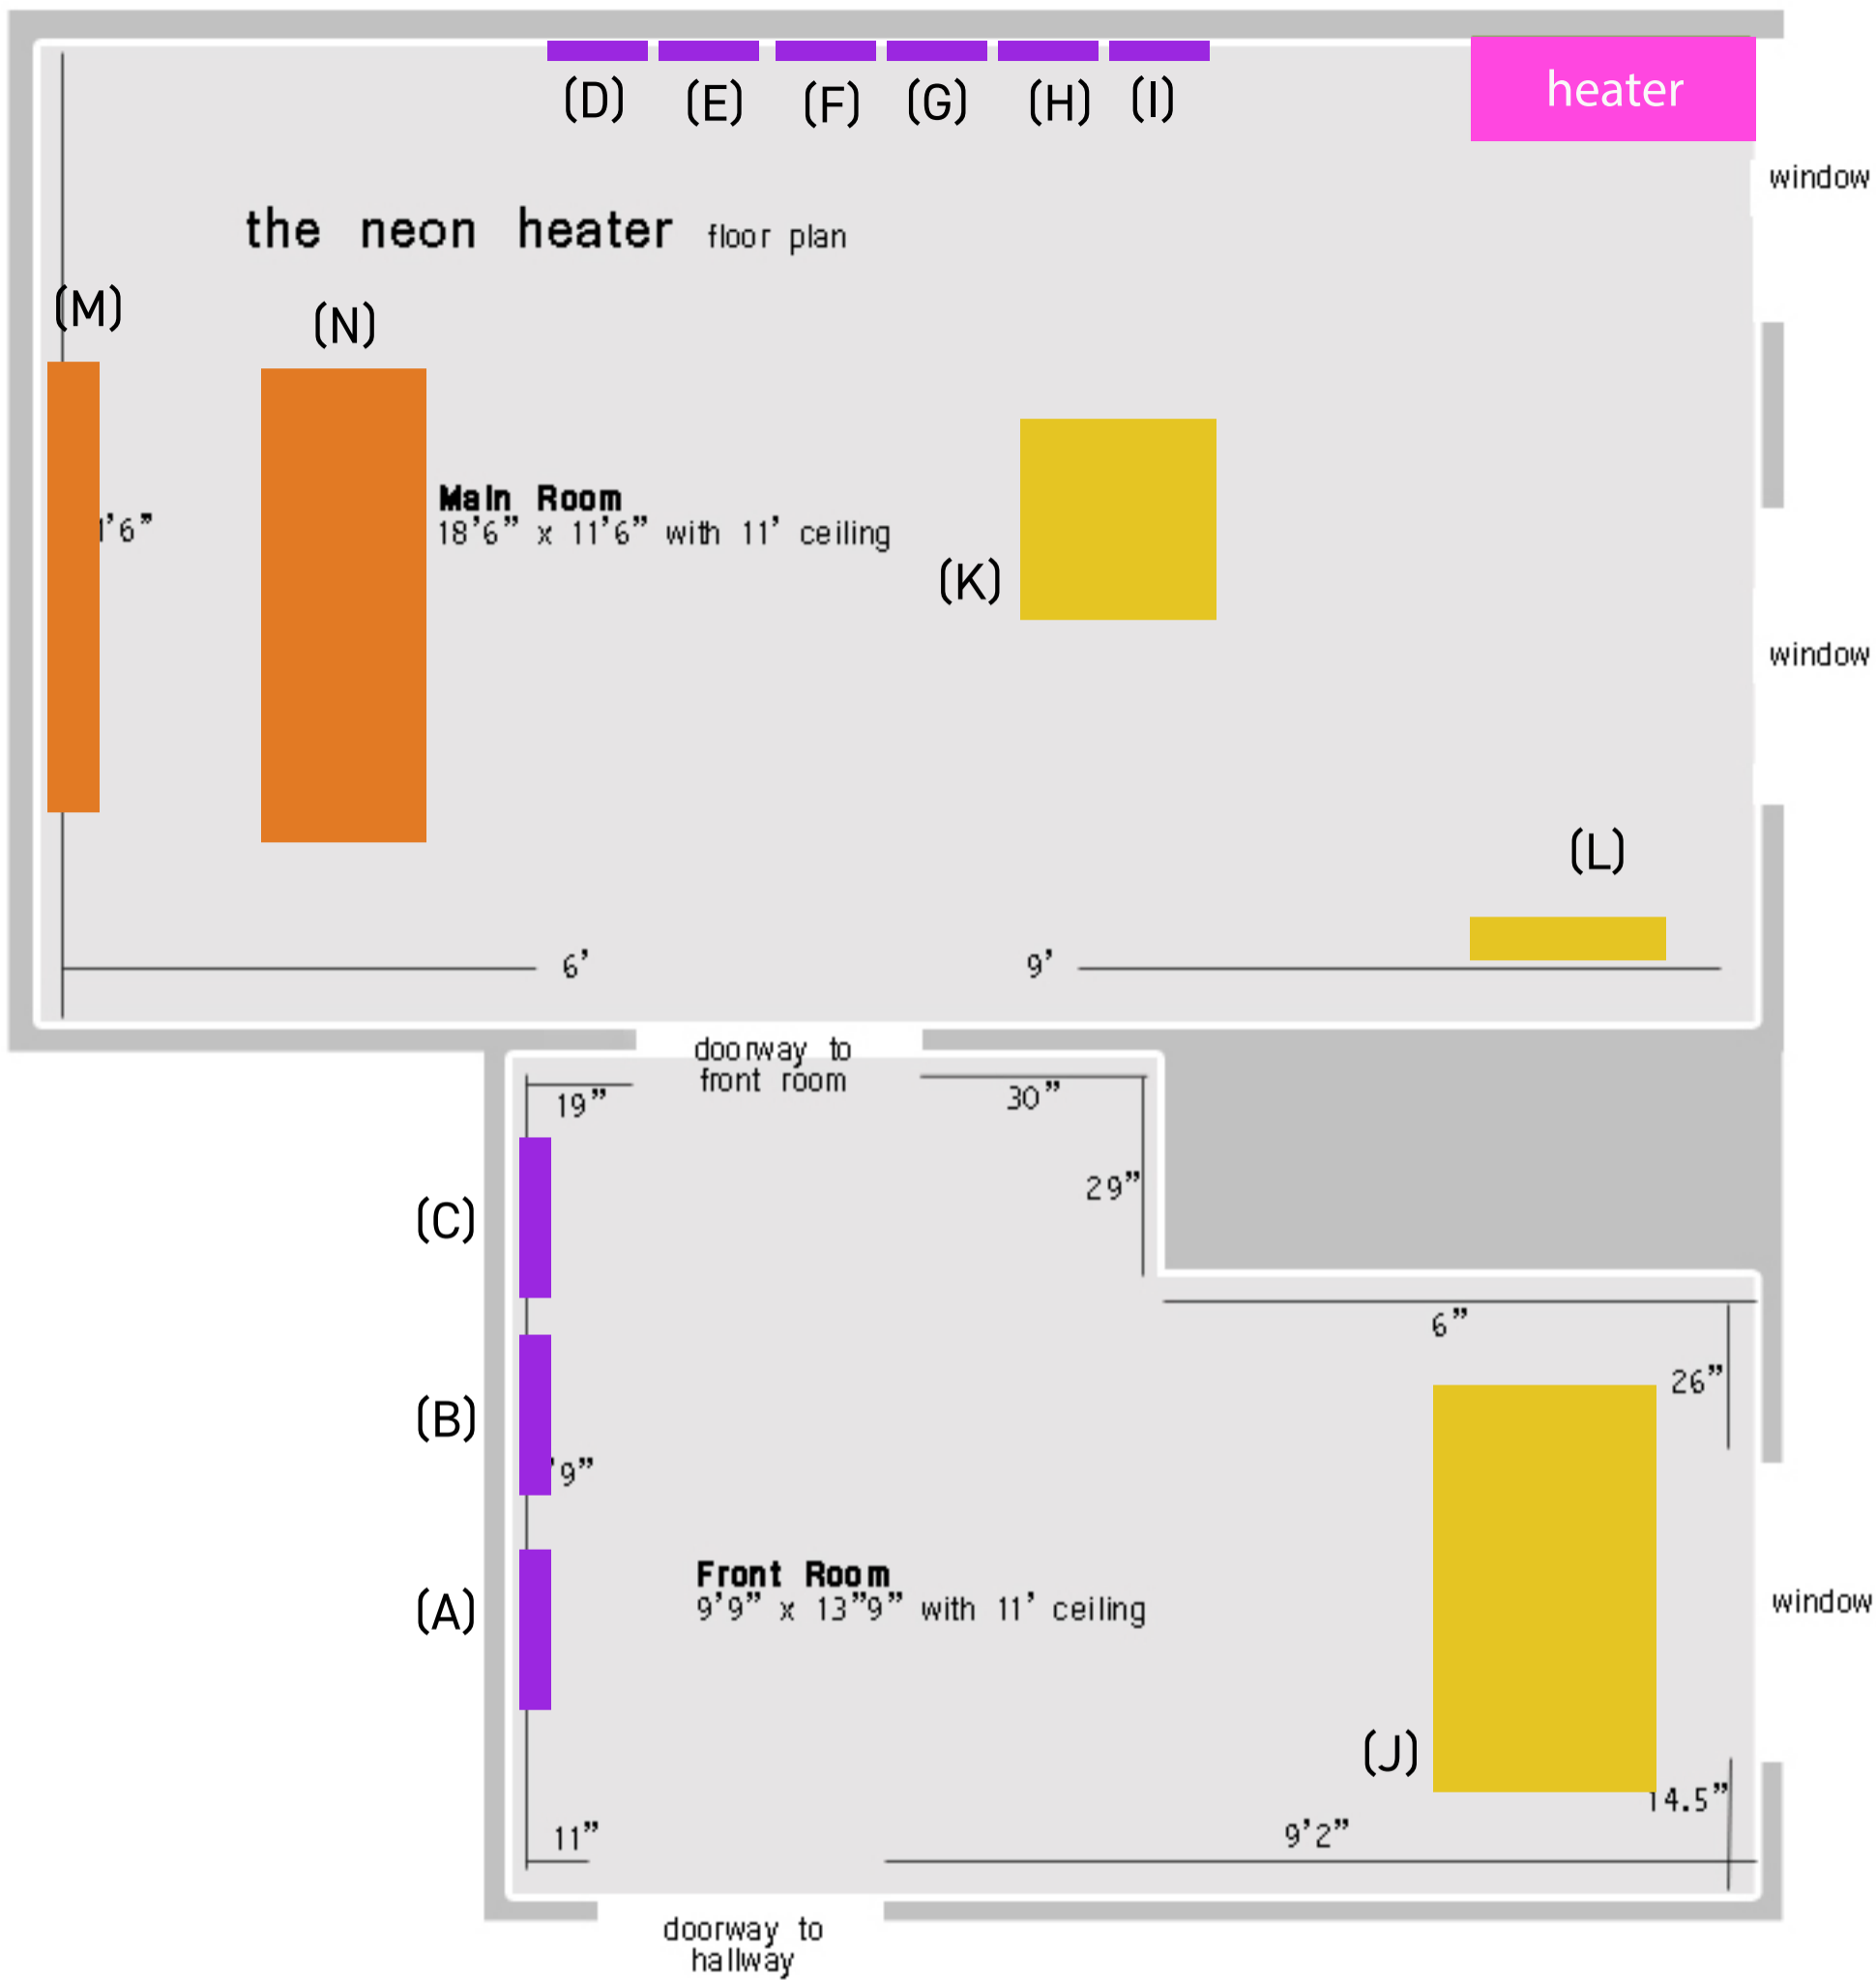 (D) (E) (F) (G) (H) (I) heater
window
the neon heater floor plan
(M) (N)
Main Room
18'6" x 11'6" with 11' ceiling
1'6"
(K)
window
(L)
6' 9'
doorway to
front room
19" 30"
29"
(C)
6"
26"
(B)
'9"
Front Room
9'9" x 13"9" with 11' ceiling
window
(A)
(J)
14.5"
11" 9'2"
doorway to
hallway